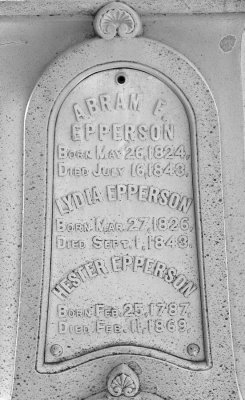 ABRAM E.
EPPERSON
BORN MAY 26, 1824.
DIED JULY 16, 1843.
LYDIA EPPERSON
BORN MAR. 27, 1826.
DIED SEPT. 1, 1843.
HESTER EPPERSON
BORN FEB. 25, 1787.
DIED FEB. 11, 1869.